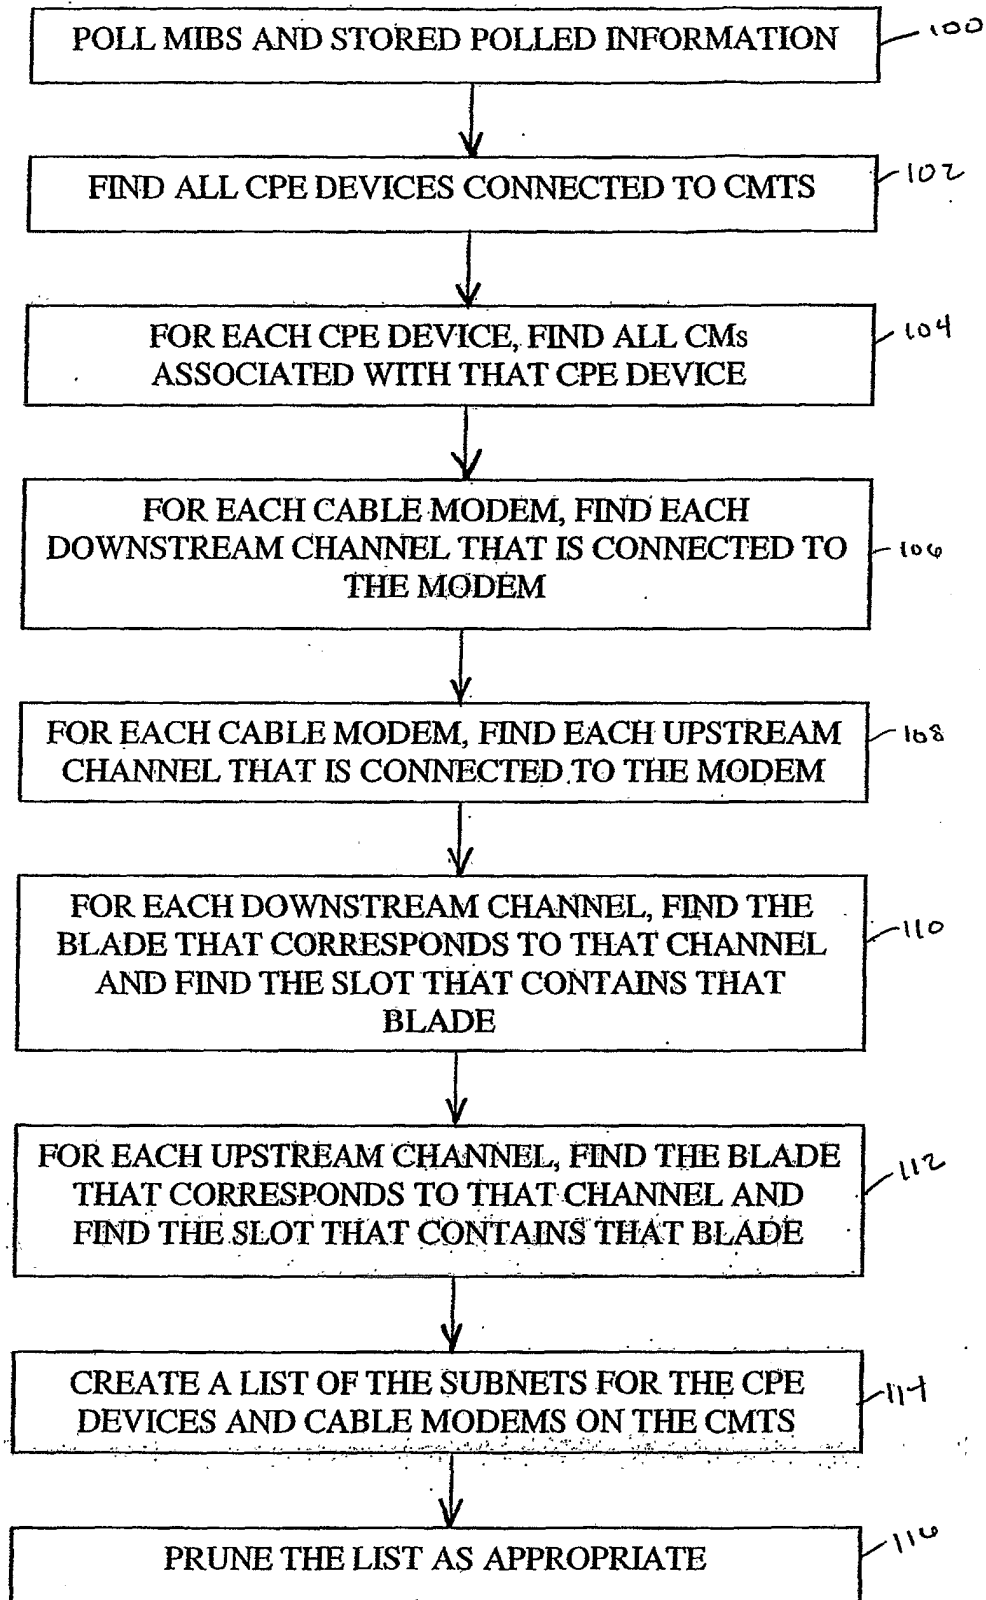 POLL MIBS AND STORED POLLED INFORMATION
100
FIND ALL CPE DEVICES CONNECTED TO CMTS
102
FOR EACH CPE DEVICE, FIND ALL CMs
ASSOCIATED WITH THAT CPE DEVICE
104
FOR EACH CABLE MODEM, FIND EACH
DOWNSTREAM CHANNEL THAT IS CONNECTED TO
THE MODEM
106
FOR EACH CABLE MODEM, FIND EACH UPSTREAM
CHANNEL THAT IS CONNECTED TO THE MODEM
108
FOR EACH DOWNSTREAM CHANNEL, FIND THE
BLADE THAT CORRESPONDS TO THAT CHANNEL
AND FIND THE SLOT THAT CONTAINS THAT
BLADE
110
FOR EACH UPSTREAM CHANNEL, FIND THE BLADE
THAT CORRESPONDS TO THAT CHANNEL AND
FIND THE SLOT THAT CONTAINS THAT BLADE
112
CREATE A LIST OF THE SUBNETS FOR THE CPE
DEVICES AND CABLE MODEMS ON THE CMTS
114
PRUNE THE LIST AS APPROPRIATE
116